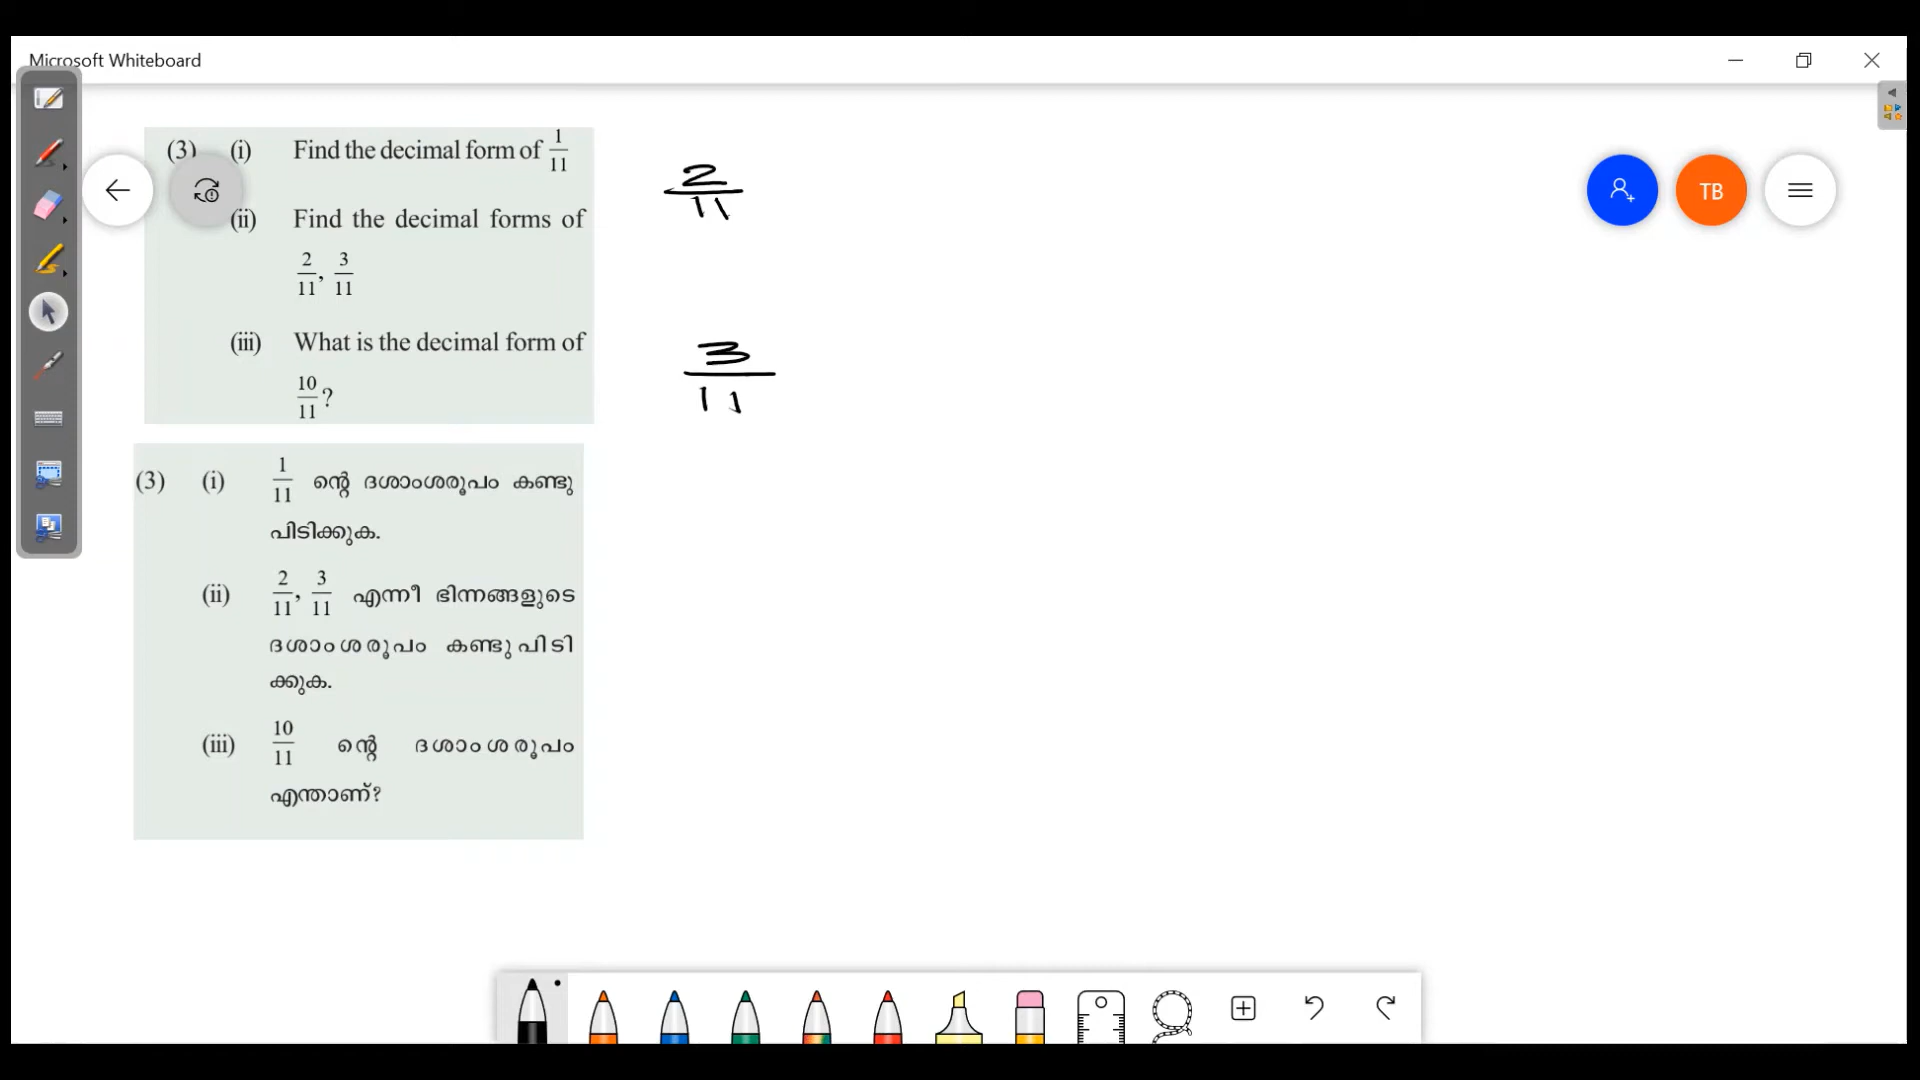 Microsoft Whiteboard
(3) (i) Find the decimal form of 1/11
(ii) Find the decimal forms of
2/11, 3/11
(iii) What is the decimal form of
10/11?
2/11
3/11
TB
(3) (i) 1/11 ന്റെ ദശാംശരൂപം കണ്ടു
പിടിക്കുക.
(ii) 2/11, 3/11 എന്നീ ഭിന്നങ്ങളുടെ
ദശാംശരൂപം കണ്ടുപിടി
ക്കുക.
(iii) 10/11 ന്റെ ദശാംശരൂപം
എന്താണ്?